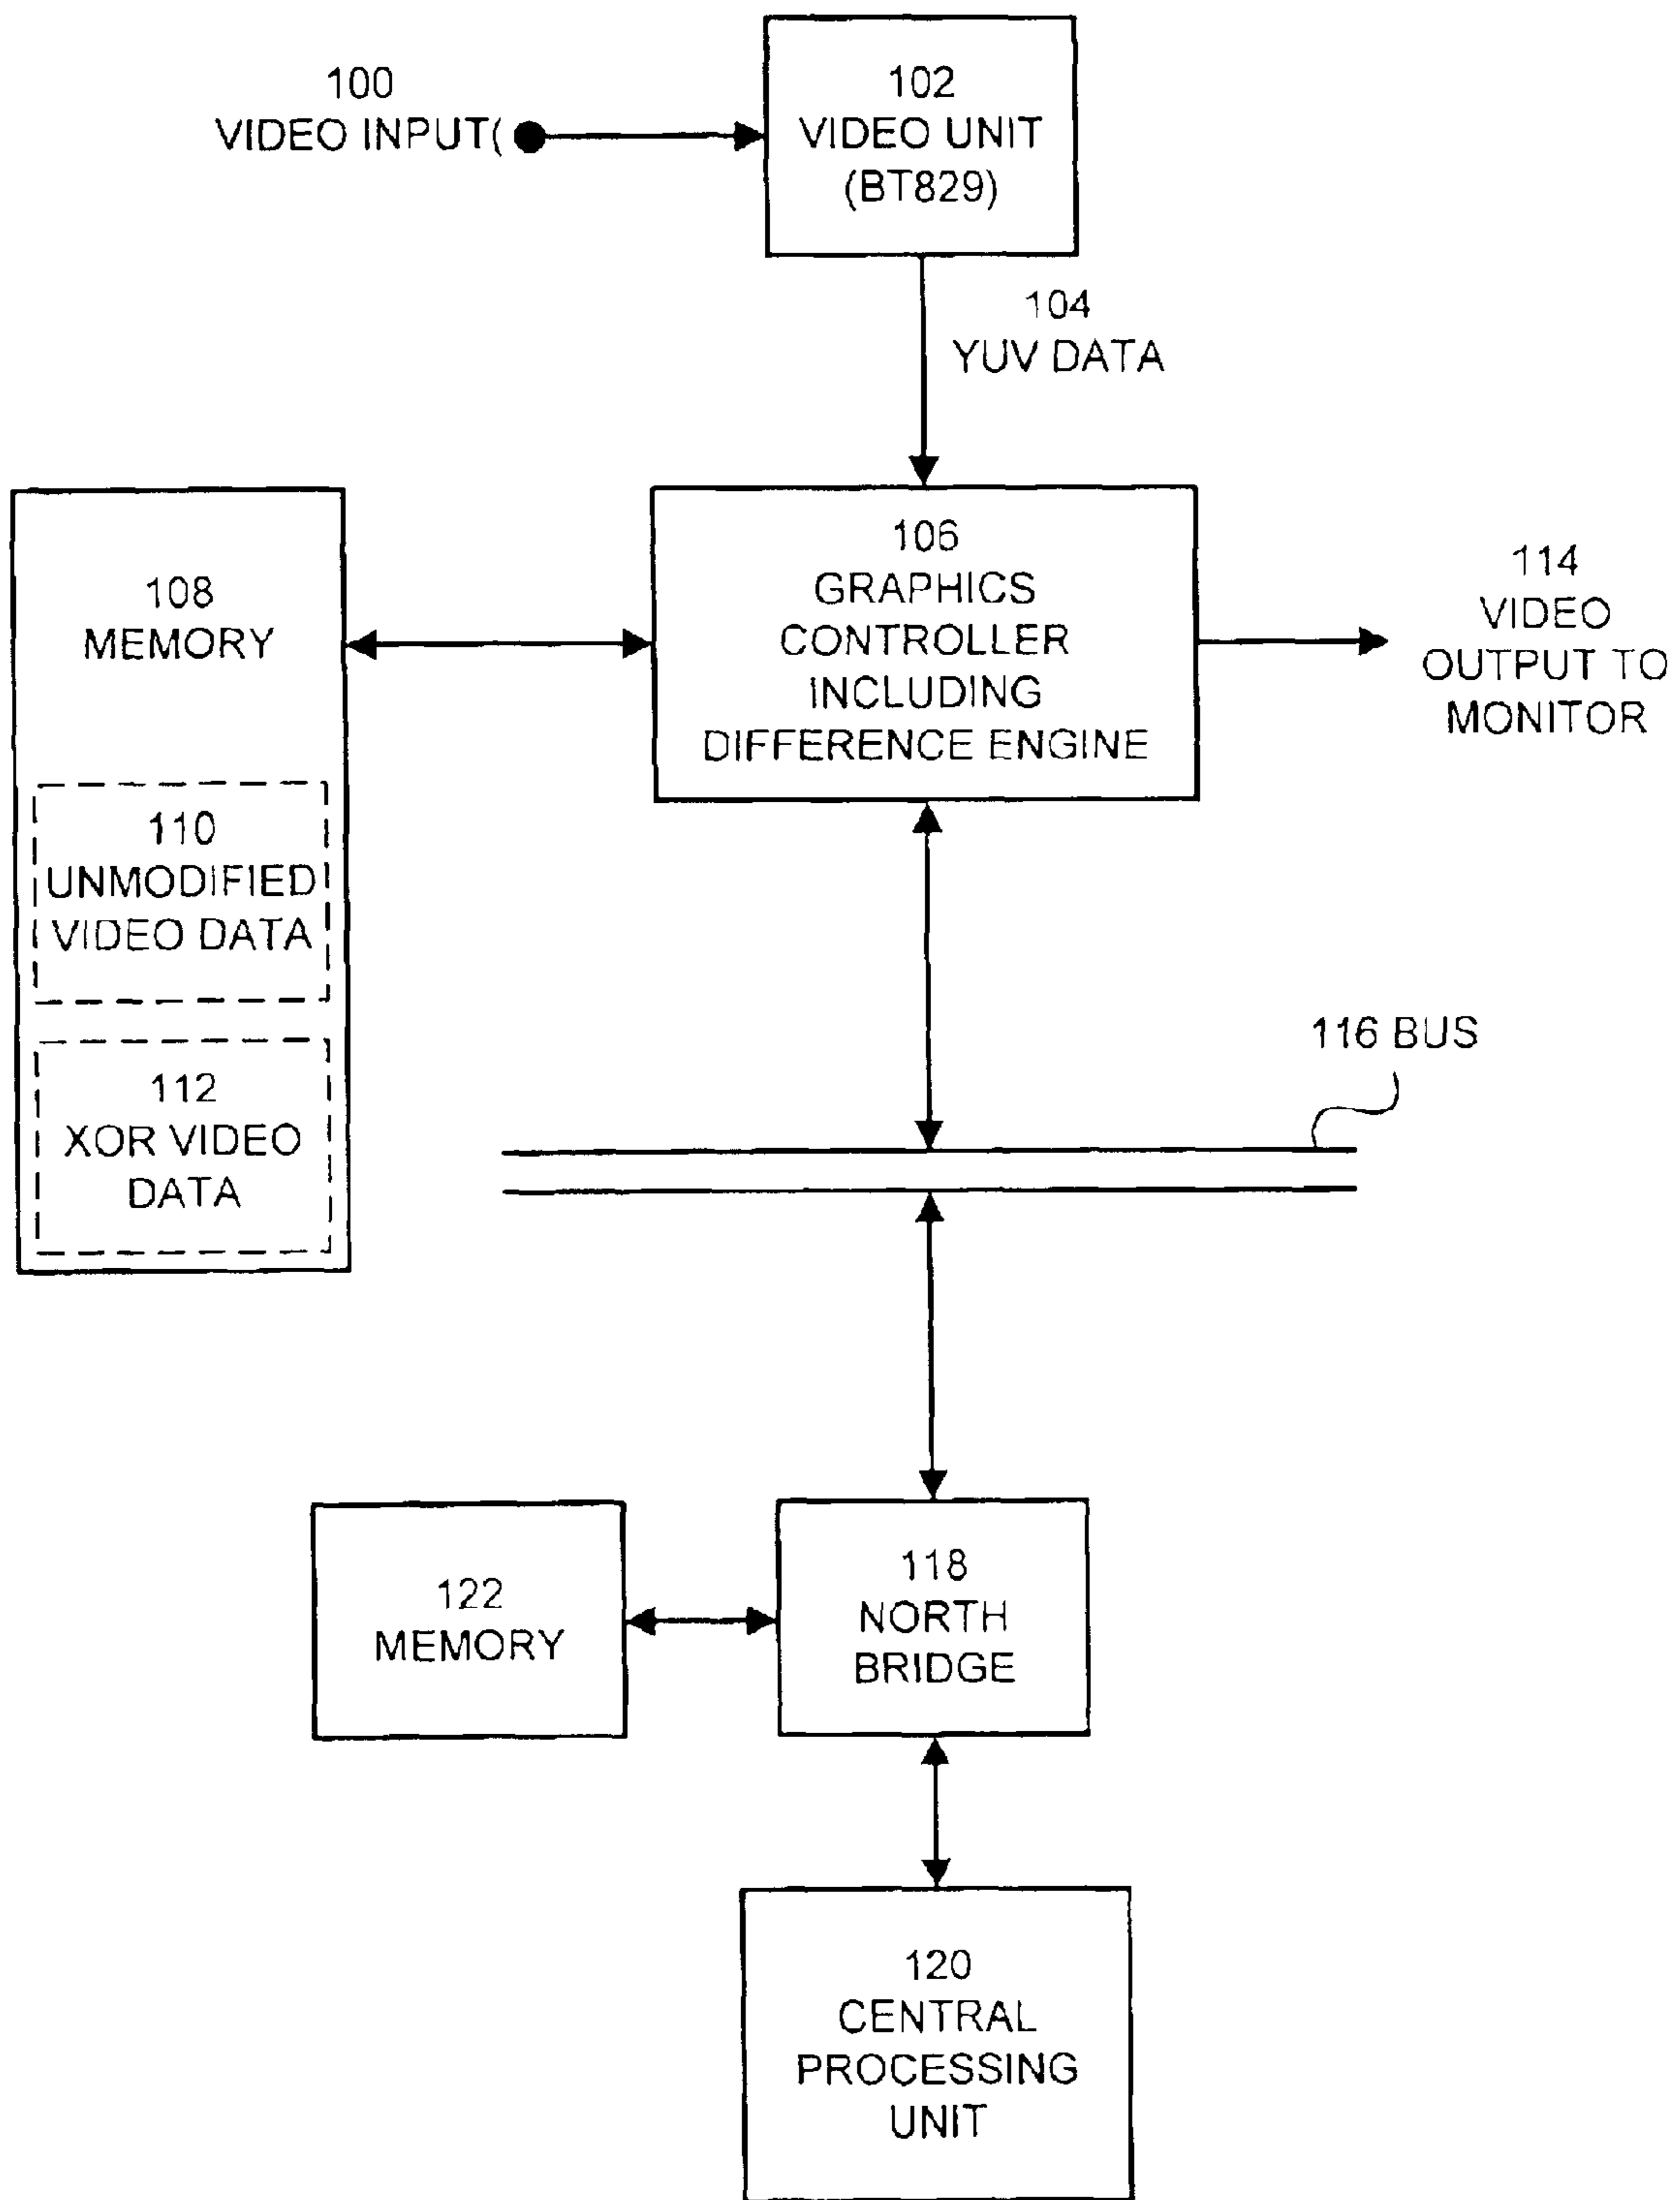 100
VIDEO INPUT(
102
VIDEO UNIT
(BT829)
104
YUV DATA
106
GRAPHICS
CONTROLLER
INCLUDING
DIFFERENCE ENGINE
108
MEMORY
110
UNMODIFIED
VIDEO DATA
112
XOR VIDEO
DATA
114
VIDEO
OUTPUT TO
MONITOR
116 BUS
118
NORTH
BRIDGE
122
MEMORY
120
CENTRAL
PROCESSING
UNIT